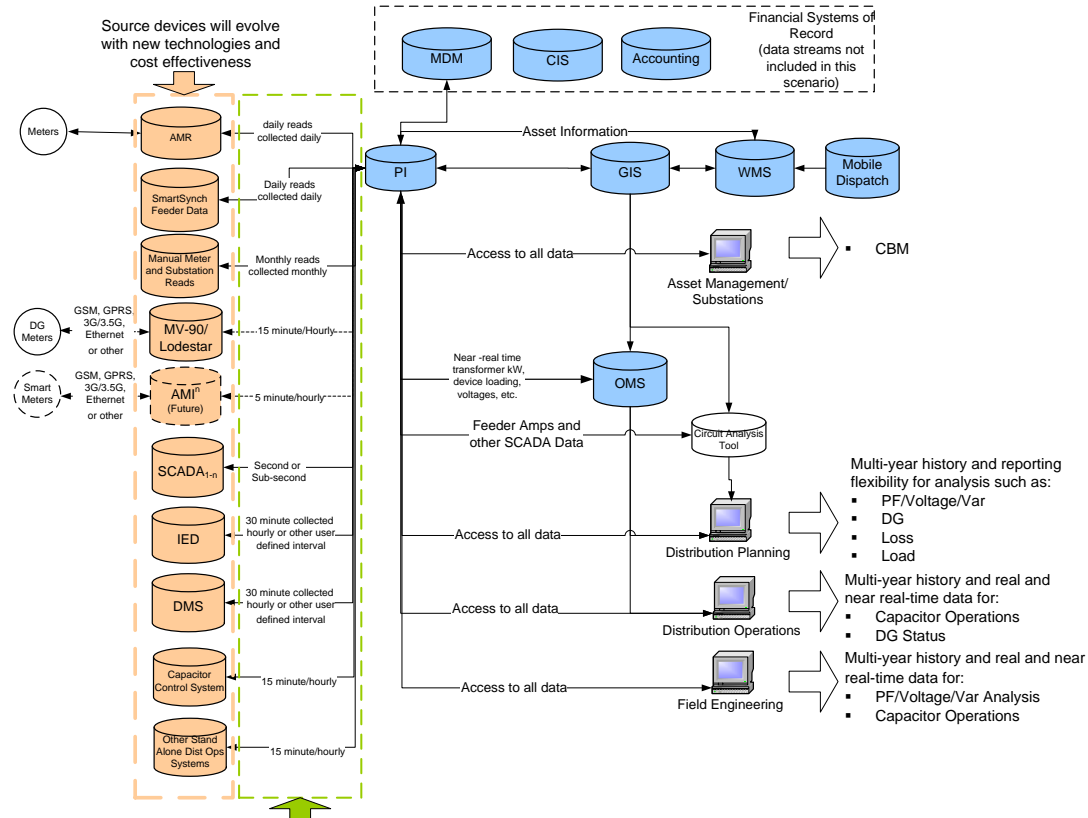 Source devices will evolve
with new technologies and
cost effectiveness
Financial Systems of
Record
(data streams not
included in this
scenario)
MDM
CIS
Accounting
Meters
AMR
daily reads
collected daily
Asset Information
PI
GIS
WMS
Mobile
Dispatch
SmartSynch
Feeder Data
Daily reads
collected daily
Manual Meter
and Substation
Reads
Monthly reads
collected monthly
Access to all data
Asset Management/
Substations
▪ CBM
DG
Meters
GSM, GPRS,
3G/3.5G,
Ethernet
or other
MV-90/
Lodestar
15 minute/Hourly
Smart
Meters
GSM, GPRS,
3G/3.5G,
Ethernet
or other
AMIⁿ
(Future)
5 minute/hourly
Near -real time
transformer kW,
device loading,
voltages, etc.
OMS
Feeder Amps and
other SCADA Data
Circuit Analysis
Tool
SCADA1-n
Second or
Sub-second
IED
30 minute collected
hourly or other user
defined interval
Access to all data
Distribution Planning
Multi-year history and reporting
flexibility for analysis such as:
▪ PF/Voltage/Var
▪ DG
▪ Loss
▪ Load
DMS
30 minute collected
hourly or other user
defined interval
Access to all data
Distribution Operations
Multi-year history and real and
near real-time data for:
▪ Capacitor Operations
▪ DG Status
Capacitor
Control System
15 minute/hourly
Access to all data
Field Engineering
Multi-year history and real and near
real-time data for:
▪ PF/Voltage/Var Analysis
▪ Capacitor Operations
Other Stand
Alone Dist Ops
Systems
15 minute/hourly